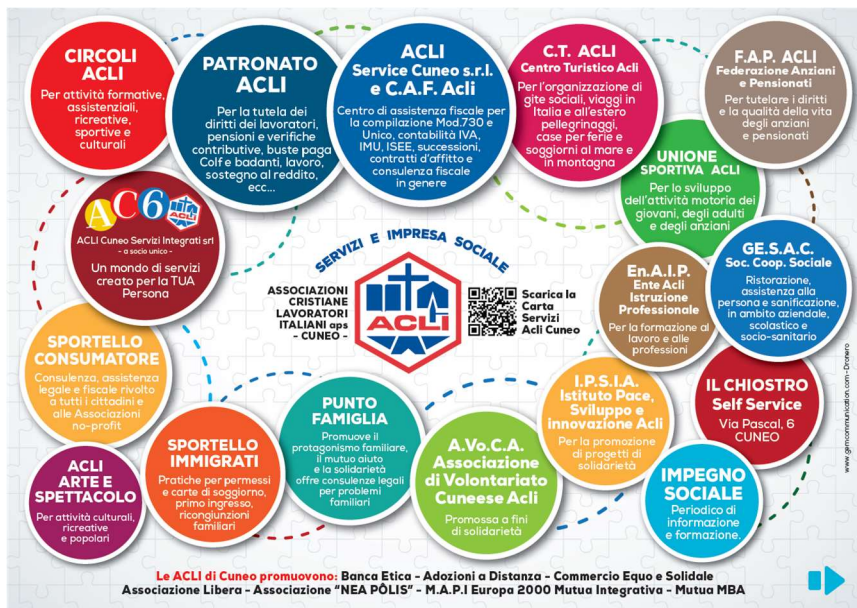 CIRCOLI
ACLI
Per attività formative,
assistenziali,
ricreative,
sportive e
culturali
PATRONATO
ACLI
Per la tutela dei
diritti dei lavoratori,
pensioni e verifiche
contributive, buste paga
Colf e badanti, lavoro,
sostegno al reddito,
ecc...
ACLI
Service Cuneo s.r.l.
e C.A.F. Acli
Centro di assistenza fiscale per
la compilazione Mod.730 e
Unico, contabilità IVA,
IMU, ISEE, successioni,
contratti d'affitto e
consulenza fiscale
in genere
C.T. ACLI
Centro Turistico Acli
Per l'organizzazione di
gite sociali, viaggi in
Italia e all'estero
pellegrinaggi,
case per ferie e
soggiorni al mare e
in montagna
F.A.P. ACLI
Federazione Anziani
e Pensionati
Per tutelare i diritti
e la qualità della vita
degli anziani
e pensionati
UNIONE
SPORTIVA ACLI
Per lo sviluppo
dell'attività motoria dei
giovani, degli adulti
e degli anziani
AC6 ACLI
ACLI Cuneo Servizi Integrati srl
- a socio unico -
Un mondo di servizi
creato per la TUA
Persona
SERVIZI E IMPRESA SOCIALE
ASSOCIAZIONI
CRISTIANE
LAVORATORI
ITALIANI aps
- CUNEO -
ACLI
Scarica la
Carta
Servizi
Acli Cuneo
En.A.I.P.
Ente Acli
Istruzione
Professionale
Per la formazione al
lavoro e alle
professioni
GE.S.A.C.
Soc. Coop. Sociale
Ristorazione,
assistenza alla
persona e sanificazione,
in ambito aziendale,
scolastico e
socio-sanitario
SPORTELLO
CONSUMATORE
Consulenza, assistenza
legale e fiscale rivolto
a tutti i cittadini e
alle Associazioni
no-profit
SPORTELLO
IMMIGRATI
Pratiche per permessi
e carte di soggiorno,
primo ingresso,
ricongiunzioni
familiari
PUNTO
FAMIGLIA
Promuove il
protagonismo familiare,
il mutuo aiuto
e la solidarietà
offre consulenze legali
per problemi
familiari
A.Vo.C.A.
Associazione
di Volontariato
Cuneese Acli
Promossa a fini
di solidarietà
I.P.S.I.A.
Istituto Pace,
Sviluppo e
innovazione Acli
Per la promozione
di progetti di
solidarietà
IL CHIOSTRO
Self Service
Via Pascal, 6
CUNEO
ACLI
ARTE E
SPETTACOLO
Per attività culturali,
ricreative
e popolari
IMPEGNO
SOCIALE
Periodico di
informazione
e formazione.
www.gemcommunication.com - Dronero
Le ACLI di Cuneo promuovono: Banca Etica - Adozioni a Distanza - Commercio Equo e Solidale
Associazione Libera - Associazione "NEA PÒLIS" - M.A.P.I Europa 2000 Mutua Integrativa - Mutua MBA